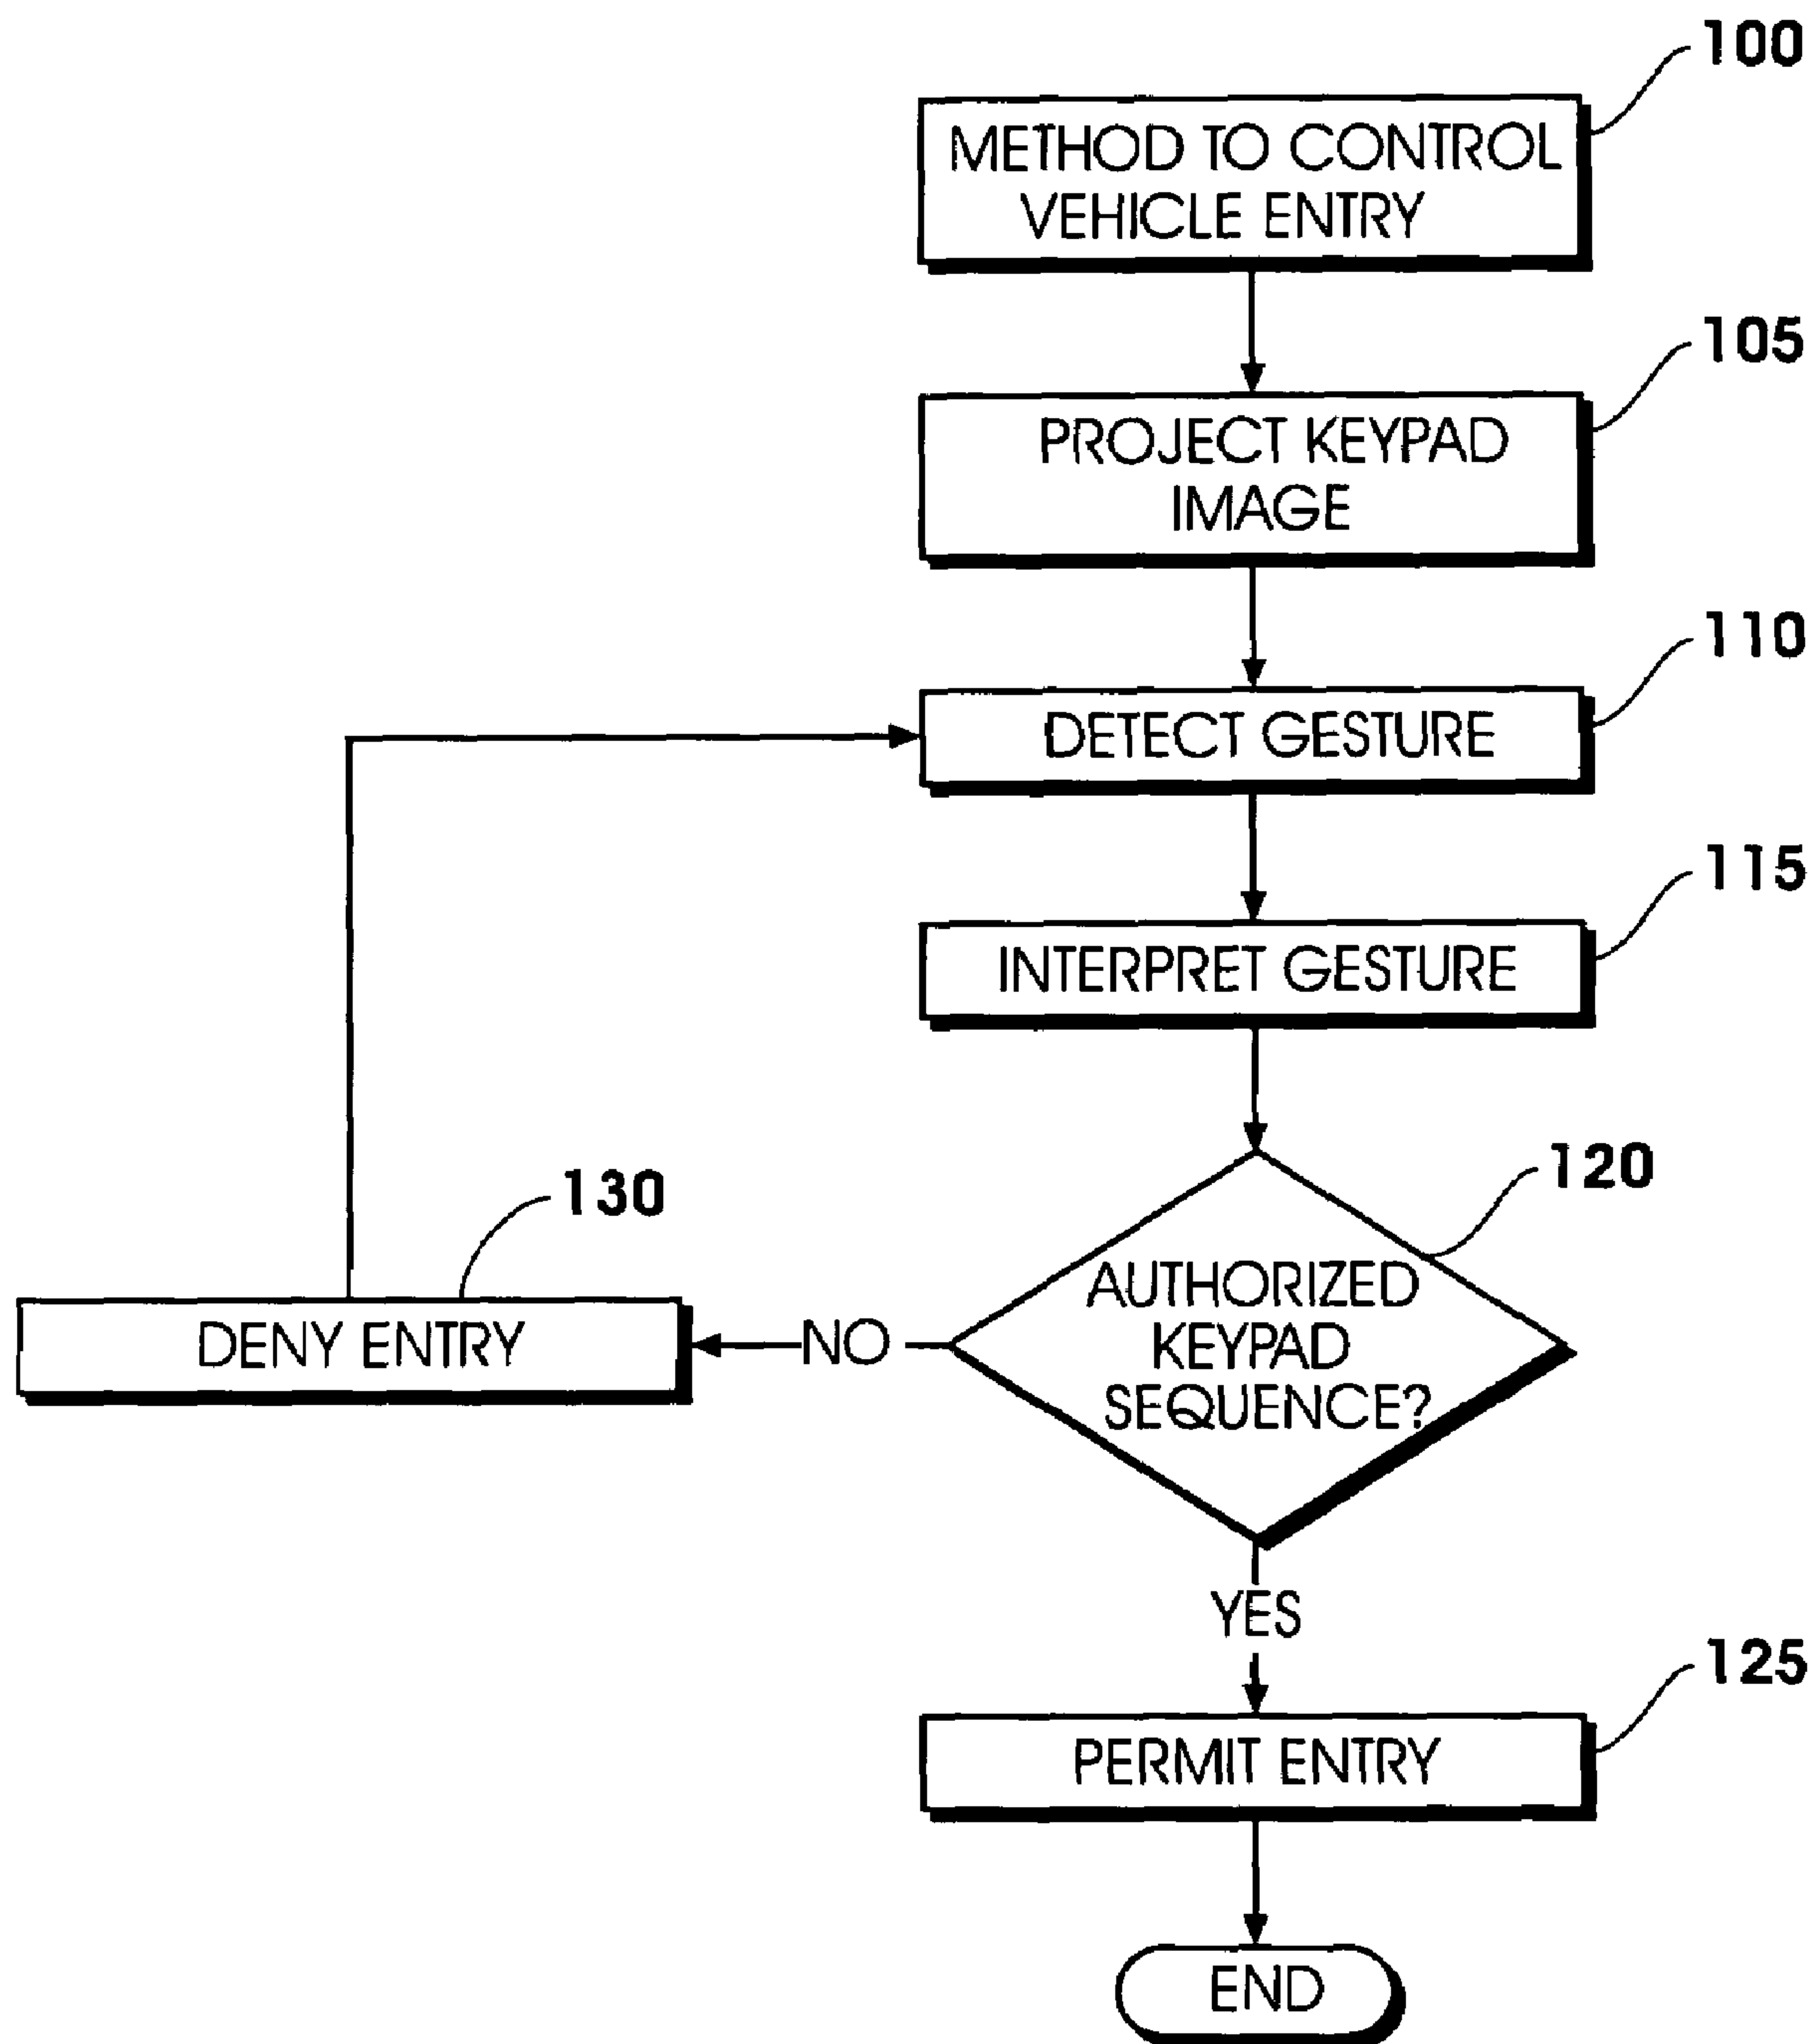 100
METHOD TO CONTROL
VEHICLE ENTRY
105
PROJECT KEYPAD
IMAGE
110
DETECT GESTURE
115
INTERPRET GESTURE
120
AUTHORIZED
KEYPAD
SEQUENCE?
NO
130
DENY ENTRY
YES
125
PERMIT ENTRY
END